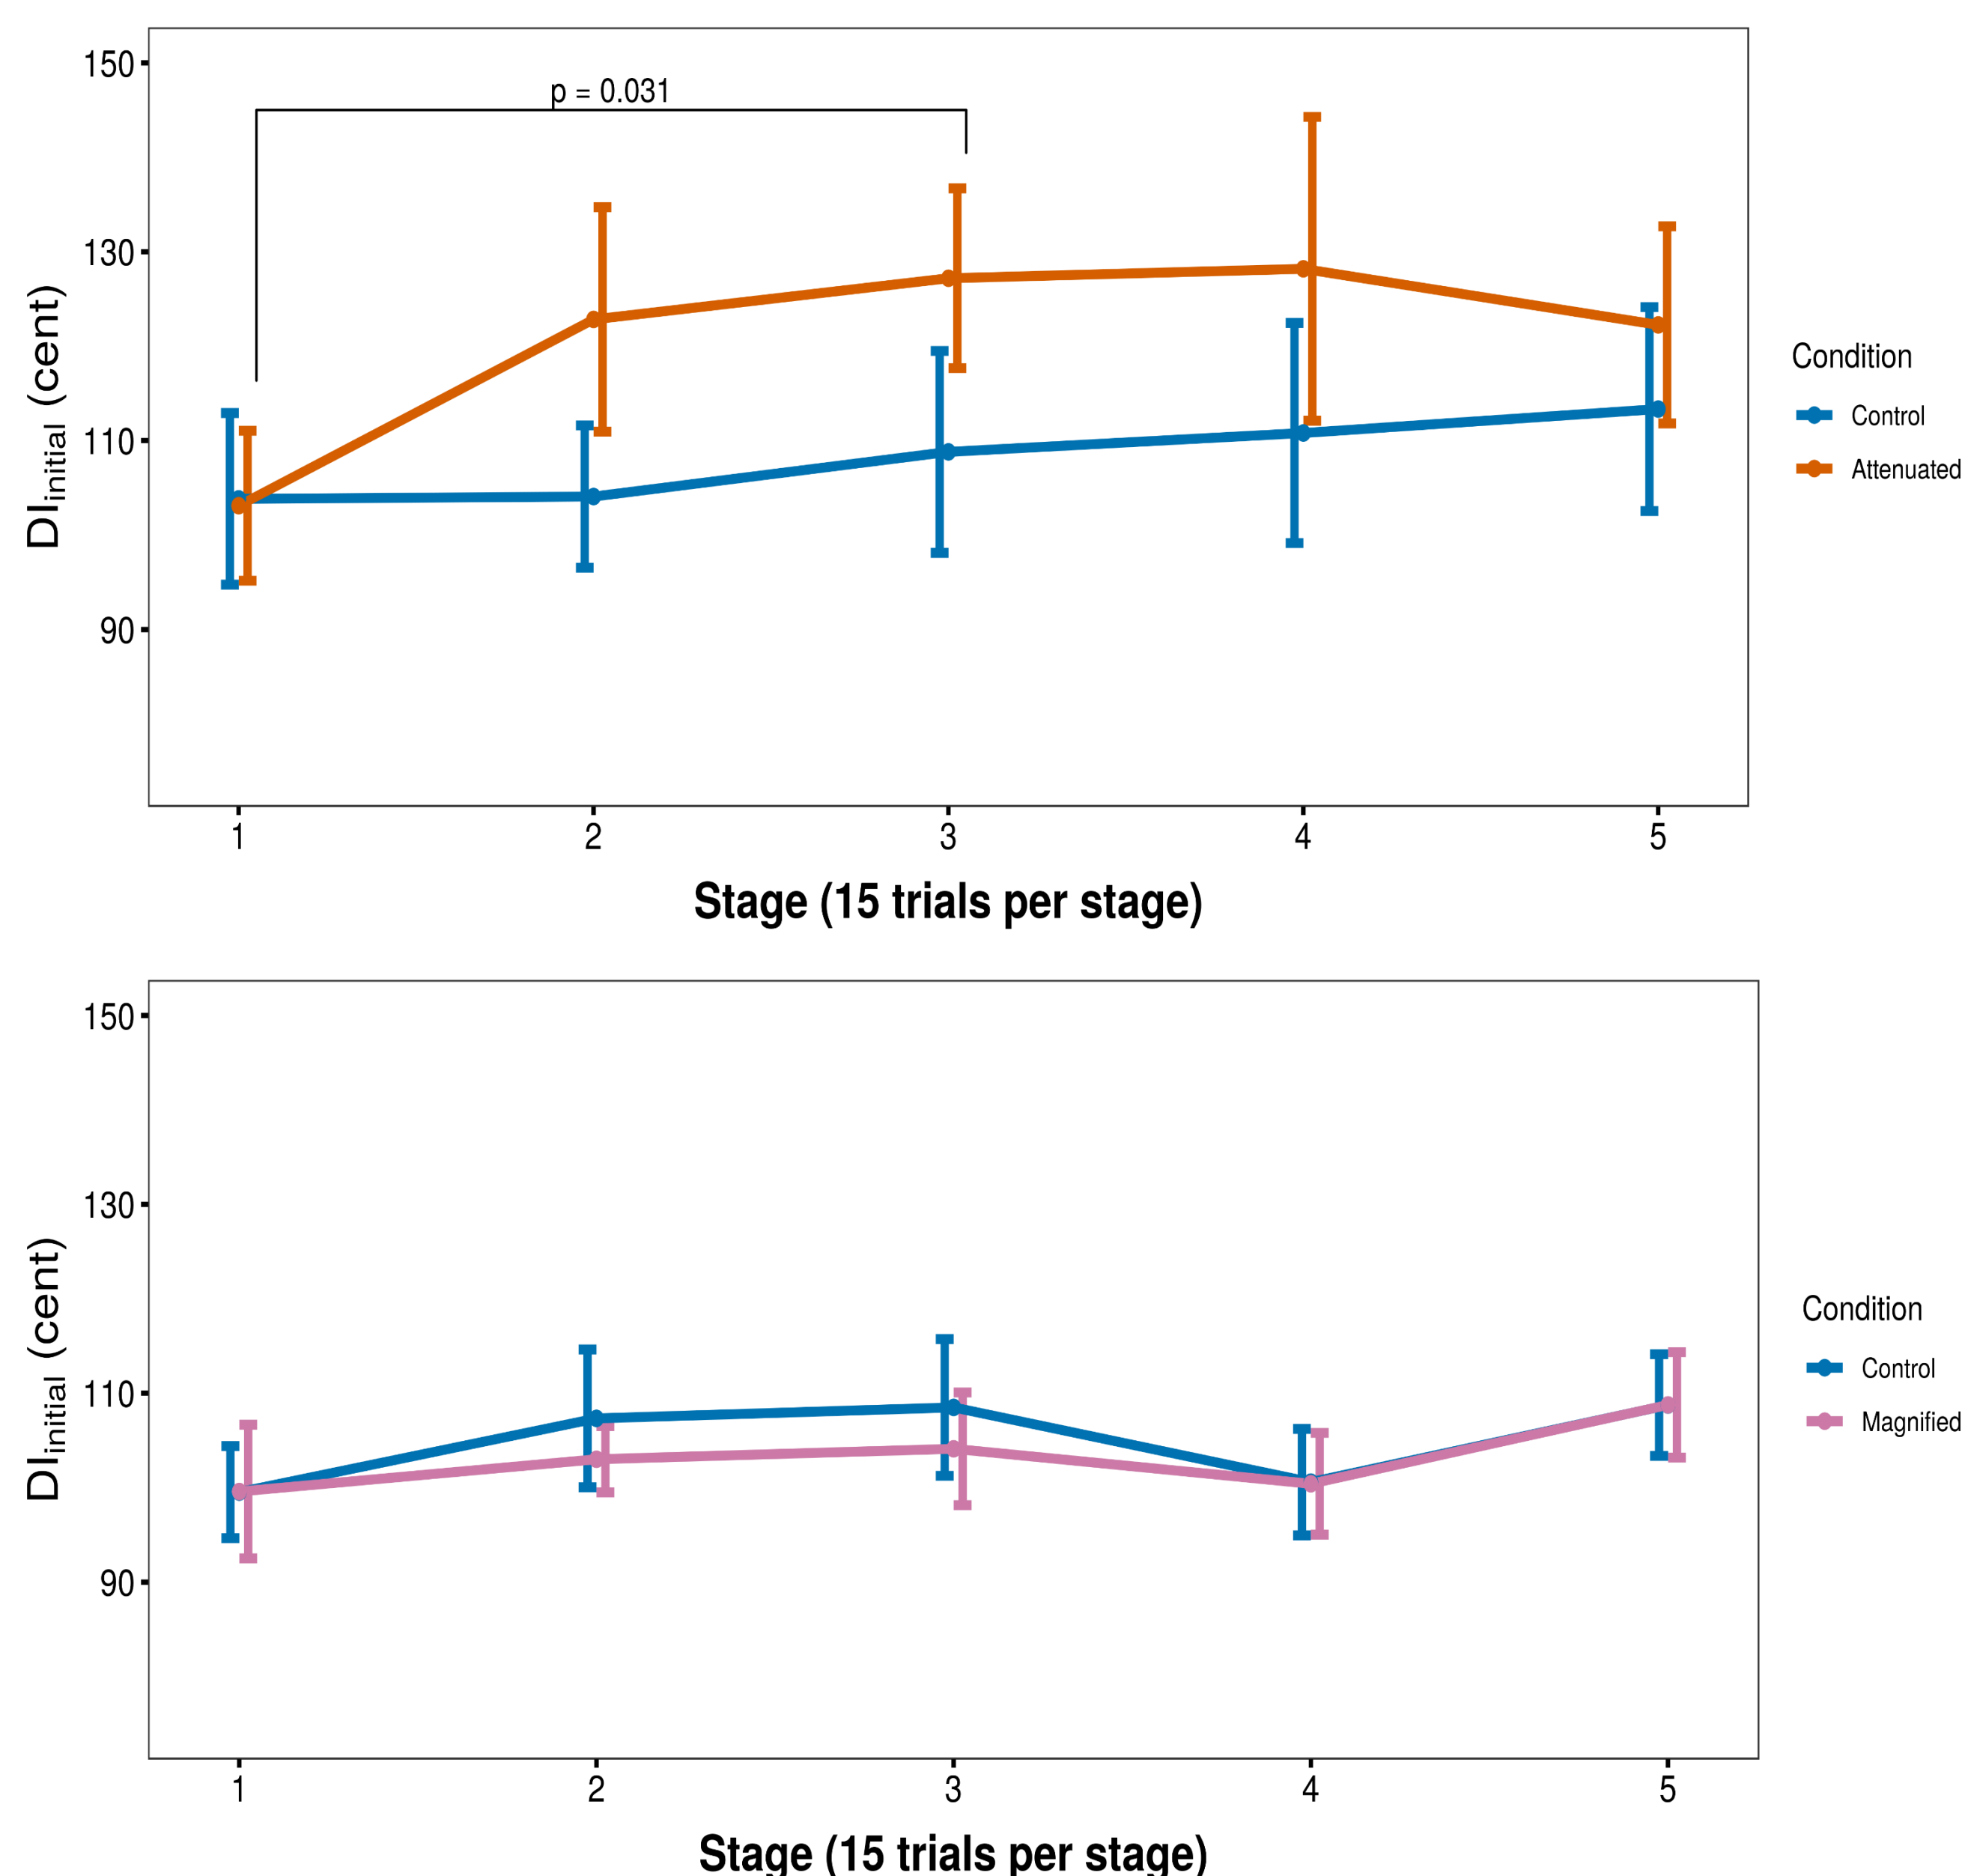 150
p = 0.031
130
110
90
DIinitial (cent)
1 2 3 4 5
Stage (15 trials per stage)
Condition
Control
Attenuated
150
130
110
90
DIinitial (cent)
1 2 3 4 5
Stage (15 trials per stage)
Condition
Control
Magnified